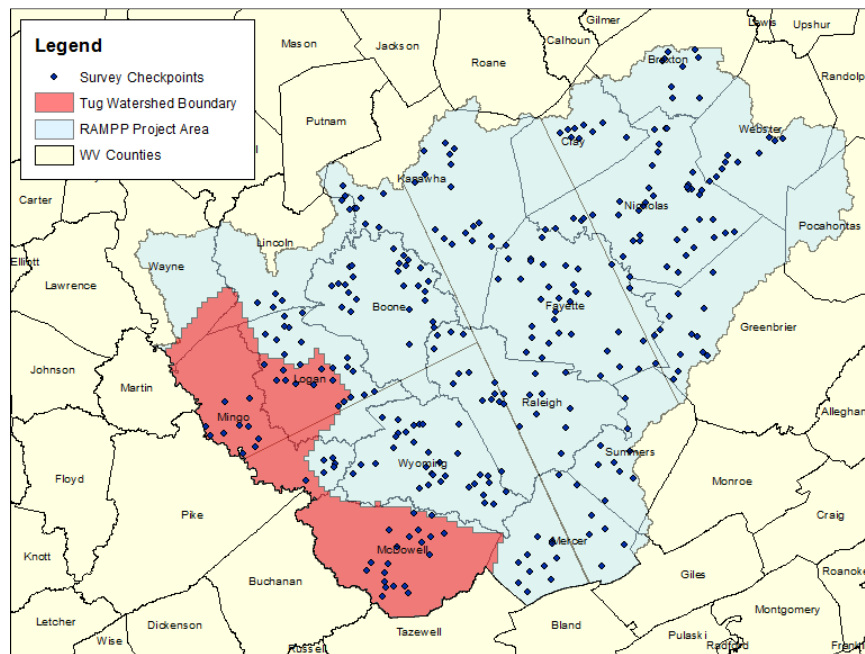 Legend
Survey Checkpoints
Tug Watershed Boundary
RAMPP Project Area
WV Counties
Gilmer
Lewis
Upshur
Mason
Jackson
Calhoun
Roane
Braxton
Randolp
Putnam
Webster
Clay
Carter
Kanawha
Nicholas
Pocahontas
Lincoln
Wayne
Elliott
Lawrence
Boone
Fayette
Greenbrier
Johnson
Martin
Logan
Raleigh
Alleghan
Mingo
Summers
Floyd
Wyoming
Monroe
Pike
Craig
Mercer
McDowell
Knott
Roanoke
Buchanan
Giles
Montgomery
Letcher
Dickenson
Bland
Tazewell
Pulaski
Wise
Russell
Radford
Frankl